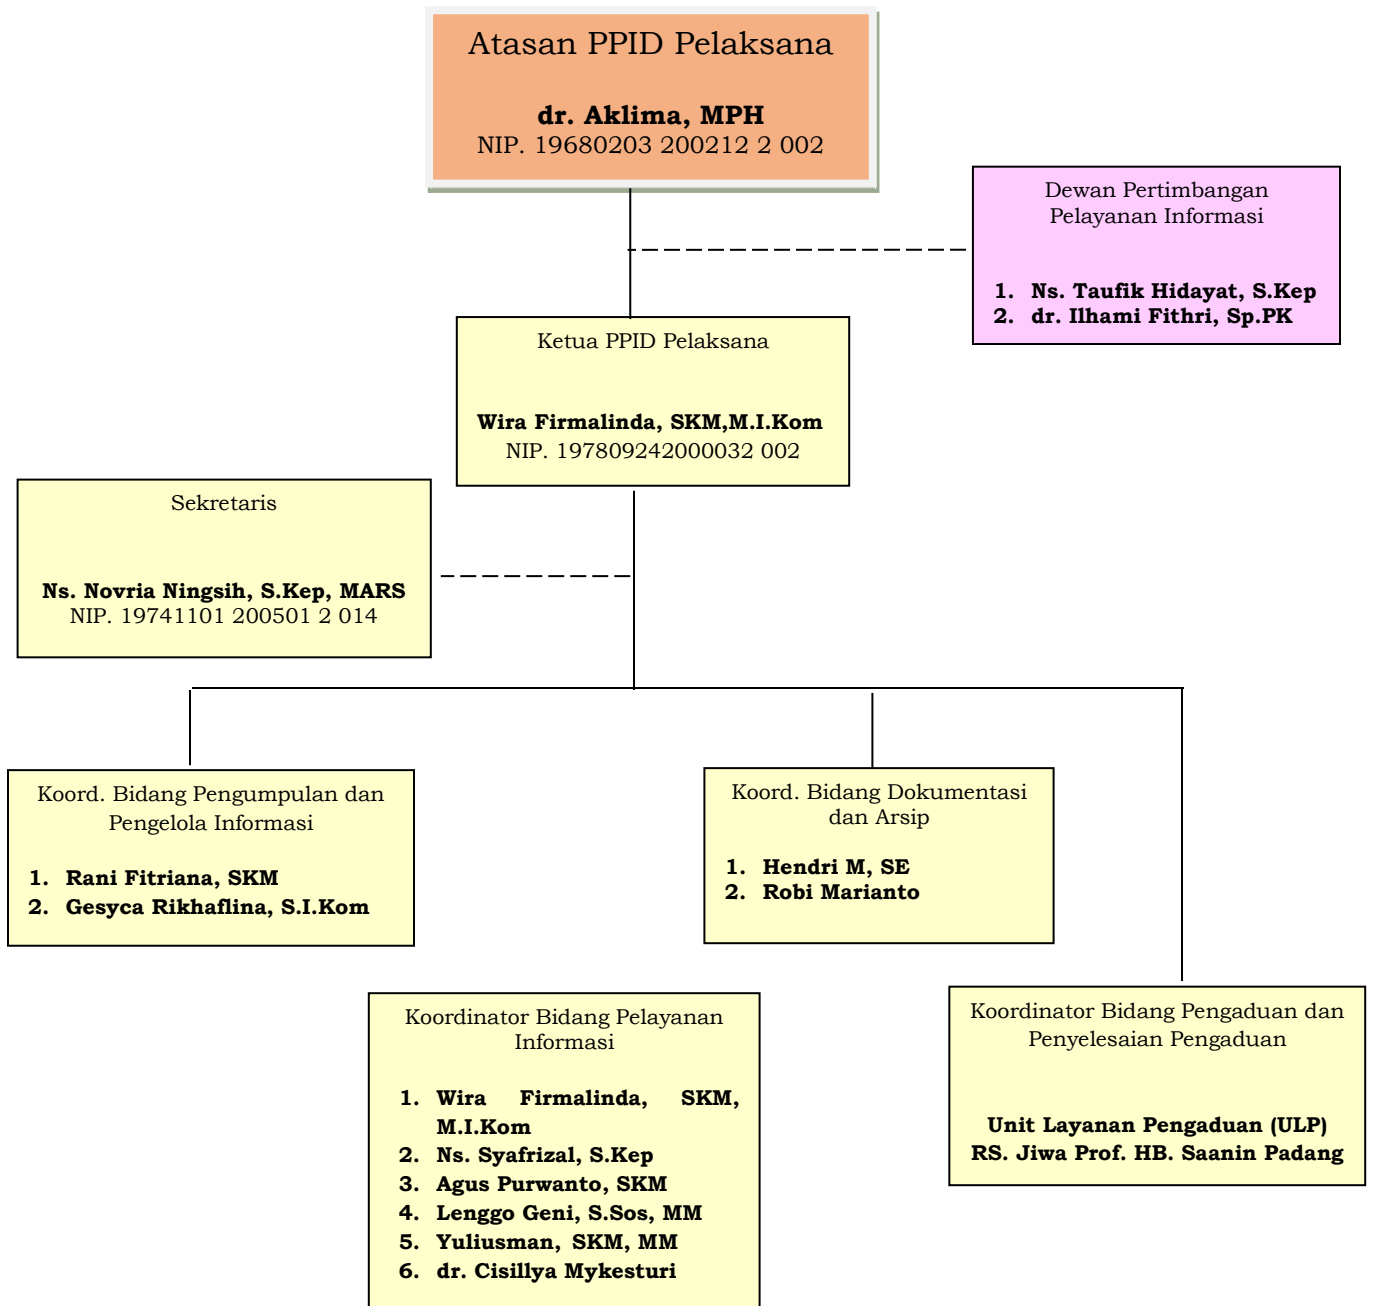 Atasan PPID Pelaksana
dr. Aklima, MPH
NIP. 19680203 200212 2 002
Dewan Pertimbangan
Pelayanan Informasi
1. Ns. Taufik Hidayat, S.Kep
2. dr. Ilhami Fithri, Sp.PK
Ketua PPID Pelaksana
Wira Firmalinda, SKM,M.I.Kom
NIP. 197809242000032 002
Sekretaris
Ns. Novria Ningsih, S.Kep, MARS
NIP. 19741101 200501 2 014
Koord. Bidang Pengumpulan dan
Pengelola Informasi
1. Rani Fitriana, SKM
2. Gesyca Rikhaflina, S.I.Kom
Koord. Bidang Dokumentasi
dan Arsip
1. Hendri M, SE
2. Robi Marianto
Koordinator Bidang Pelayanan
Informasi
1. Wira Firmalinda, SKM,
M.I.Kom
2. Ns. Syafrizal, S.Kep
3. Agus Purwanto, SKM
4. Lenggo Geni, S.Sos, MM
5. Yuliusman, SKM, MM
6. dr. Cisillya Mykesturi
Koordinator Bidang Pengaduan dan
Penyelesaian Pengaduan
Unit Layanan Pengaduan (ULP)
RS. Jiwa Prof. HB. Saanin Padang